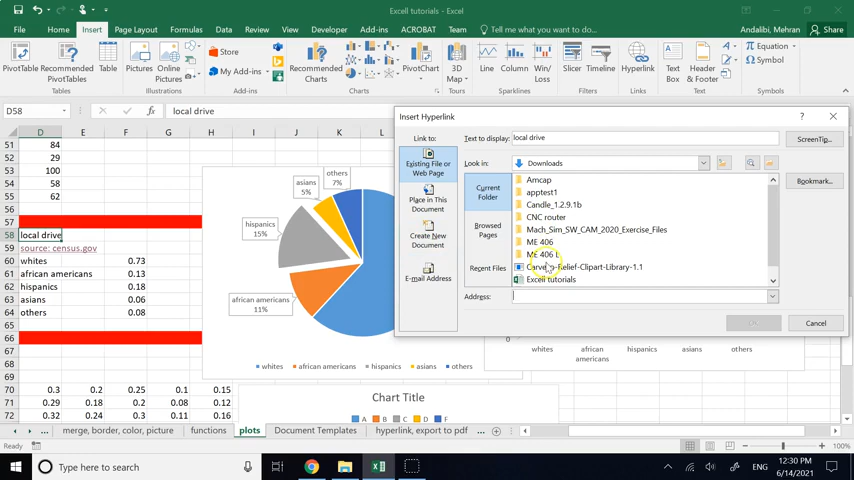 Excell tutorials - Excel
Andalibi, Mehran
File Home Insert Page Layout Formulas Data Review View Developer Add-ins ACROBAT Team Tell me what you want to do Share
PivotTable Recommended PivotTables Table
Pictures Online Pictures
Store
My Add-ins
Recommended Charts
PivotChart
3D Map
Line Column Win/Loss
Slicer Timeline
Hyperlink
Text Box Header & Footer
Equation
Symbol
Tables
Add-ins
Charts
Tours
Sparklines
Filters
Links
Text
Symbols
D58 local drive
D E F G H I J K L
51 84
52 29
53 100
54 58
55 62
56
57
58 local drive
59 source: census.gov
60 whites 0.73
61 african americans 0.13
62 hispanics 0.18
63 asians 0.06
64 others 0.08
65
66
67
68
69
70 0.3 0.2 0.25 0.1 0.15
71 0.29 0.18 0.2 0.08 0.12
72 0.32 0.24 0.3 0.11 0.16
others
7%
asians
5%
hispanics
15%
african americans
11%
whites african americans hispanics asians others
Chart Title
A B C D F
0
whites african americans hispanics asians others
Insert Hyperlink
Link to:
Text to display: local drive
ScreenTip...
Existing File or Web Page
Place in This Document
Create New Document
E-mail Address
Look in: Downloads
Bookmark...
Current Folder
Browsed Pages
Recent Files
Amcap
apptest1
Candle_1.2.9.1b
CNC router
Mach_Sim_SW_CAM_2020_Exercise_Files
ME 406
ME 406 L
Excell tutorials
Address:
OK
Cancel
... merge, border, color, picture functions plots Document Templates hyperlink, export to pdf ...
Ready
100%
Type here to search
ENG
12:30 PM
6/14/2021